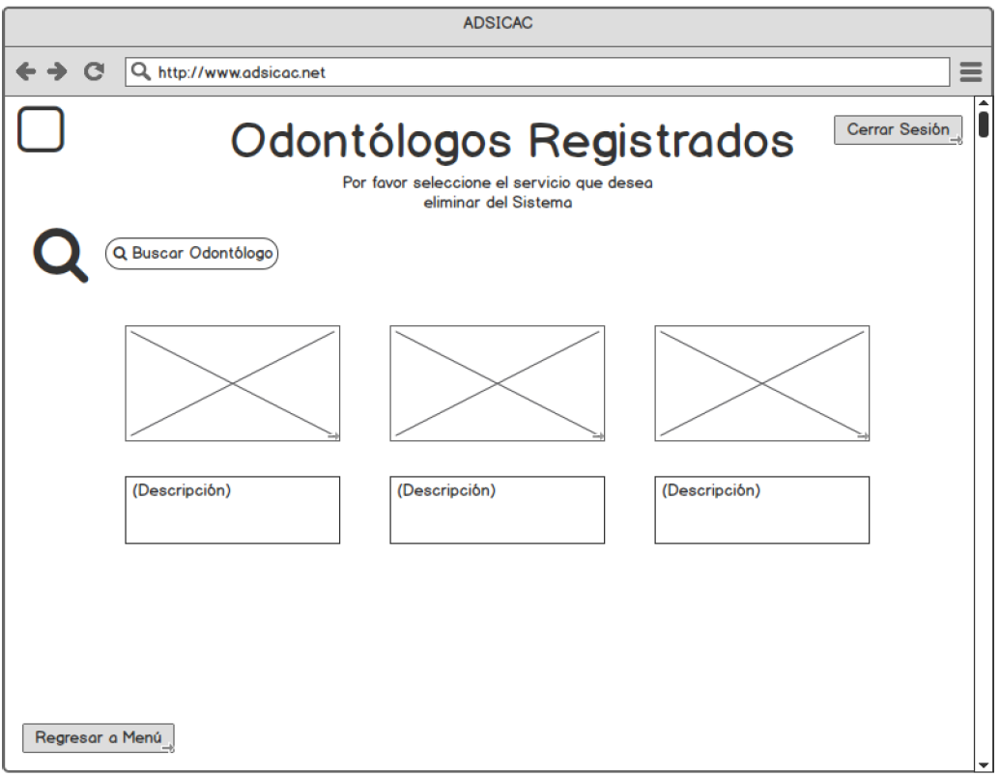 ADSICAC
http://www.adsicac.net
Odontólogos Registrados
Cerrar Sesión
Por favor seleccione el servicio que desea
eliminar del Sistema
Buscar Odontólogo
(Descripción)
(Descripción)
(Descripción)
Regresar a Menú